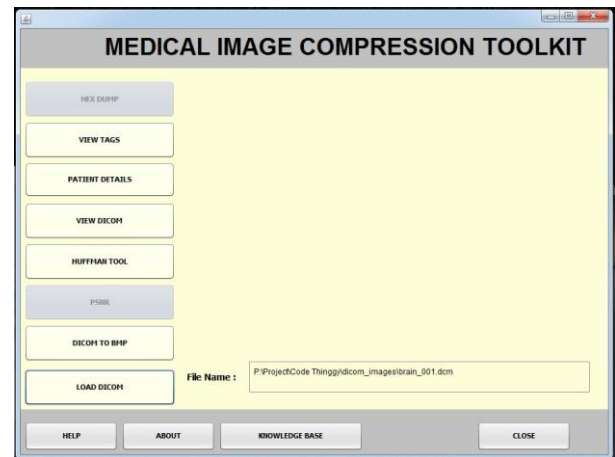 MEDICAL IMAGE COMPRESSION TOOLKIT
HEX DUMP
VIEW TAGS
PATIENT DETAILS
VIEW DICOM
HUFFMAN TOOL
PSNR
DICOM TO BMP
LOAD DICOM
File Name :
P:\Project\Code Thinggy\dicom_images\brain_001.dcm
HELP
ABOUT
KNOWLEDGE BASE
CLOSE